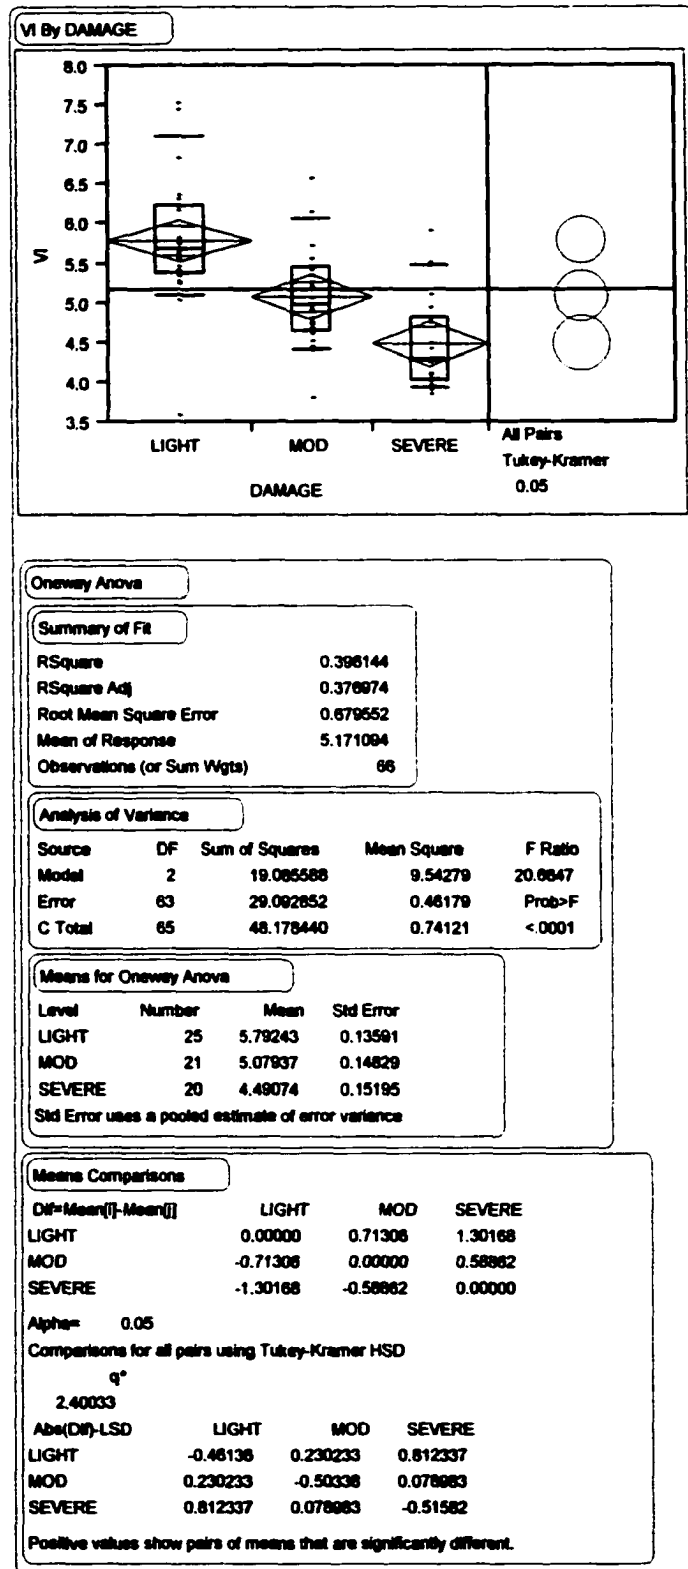 VI By DAMAGE
8.0
7.5
7.0
6.5
6.0
5.5
5.0
4.5
4.0
3.5
VI
LIGHT MOD SEVERE
DAMAGE
All Pairs
Tukey-Kramer
0.05
Oneway Anova
Summary of Fit
RSquare 0.396144
RSquare Adj 0.376974
Root Mean Square Error 0.679552
Mean of Response 5.171094
Observations (or Sum Wgts) 66
Analysis of Variance
Source DF Sum of Squares Mean Square F Ratio
Model 2 19.085588 9.54279 20.6647
Error 63 29.092852 0.46179 Prob>F
C Total 65 48.178440 0.74121 <.0001
Means for Oneway Anova
Level Number Mean Std Error
LIGHT 25 5.79243 0.13591
MOD 21 5.07937 0.14829
SEVERE 20 4.49074 0.15195
Std Error uses a pooled estimate of error variance
Means Comparisons
Dif=Mean[i]-Mean[j] LIGHT MOD SEVERE
LIGHT 0.00000 0.71306 1.30168
MOD -0.71306 0.00000 0.58862
SEVERE -1.30168 -0.58862 0.00000
Alpha= 0.05
Comparisons for all pairs using Tukey-Kramer HSD
q*
2.40033
Abs(Dif)-LSD LIGHT MOD SEVERE
LIGHT -0.46136 0.230233 0.812337
MOD 0.230233 -0.50336 0.078983
SEVERE 0.812337 0.078983 -0.51582
Positive values show pairs of means that are significantly different.